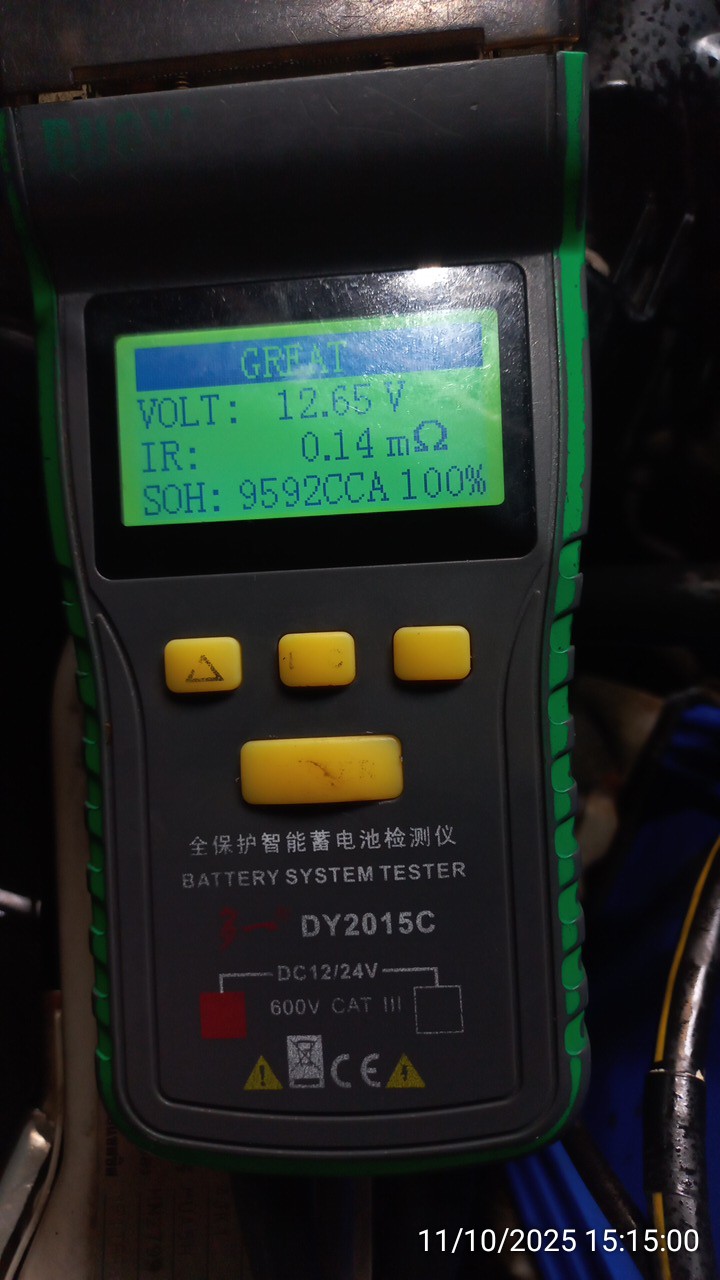 GREAT
VOLT: 12.65 V
IR: 0.14 mΩ
SOH: 9592CCA 100%
全保护智能蓄电池检测仪
BATTERY SYSTEM TESTER
DY2015C
DC12/24V
600V CAT III
CE
11/10/2025 15:15:00